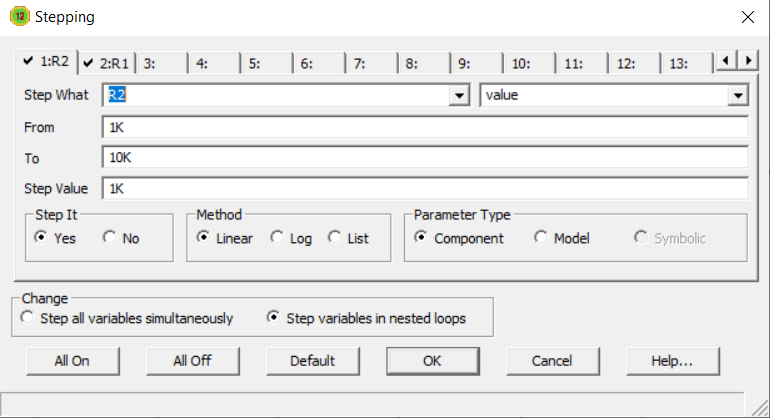 12 Stepping
1:R2 2:R1 3: 4: 5: 6: 7: 8: 9: 10: 11: 12: 13:
Step What R2 value
From 1K
To 10K
Step Value 1K
Step It Method Parameter Type
Yes No Linear Log List Component Model Symbolic
Change
Step all variables simultaneously Step variables in nested loops
All On All Off Default OK Cancel Help...